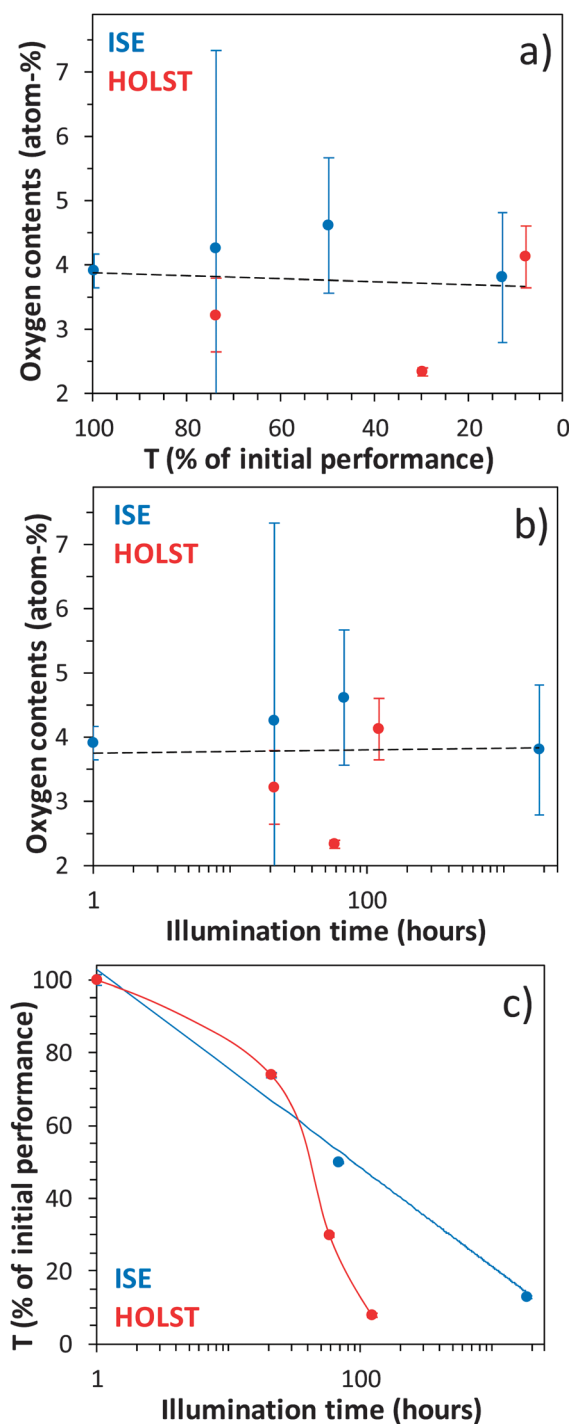 a)
ISE
HOLST
Oxygen contents (atom-%)
7
6
5
4
3
2
100 80 60 40 20 0
T (% of initial performance)
b)
ISE
HOLST
Oxygen contents (atom-%)
7
6
5
4
3
2
1 100
Illumination time (hours)
c)
T (% of initial performance)
100
80
60
40
20
0
ISE
HOLST
1 100
Illumination time (hours)